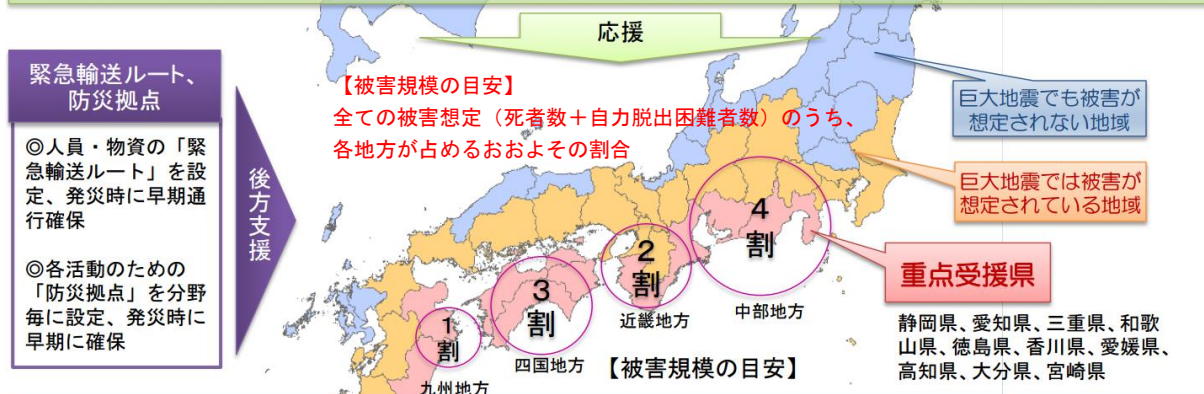 応援
緊急輸送ルート、
防災拠点
◎人員・物資の「緊
急輸送ルート」を設
定、発災時に早期通
行確保
◎各活動のための
「防災拠点」を分野
毎に設定、発災時に
早期に確保
後方支援
【被害規模の目安】
全ての被害想定（死者数＋自力脱出困難者数）のうち、
各地方が占めるおおよその割合
巨大地震でも被害が
想定されない地域
巨大地震では被害が
想定されている地域
重点受援県
静岡県、愛知県、三重県、和歌
山県、徳島県、香川県、愛媛県、
高知県、大分県、宮崎県
4
割
中部地方
2
割
近畿地方
3
割
四国地方
1
割
九州地方
【被害規模の目安】